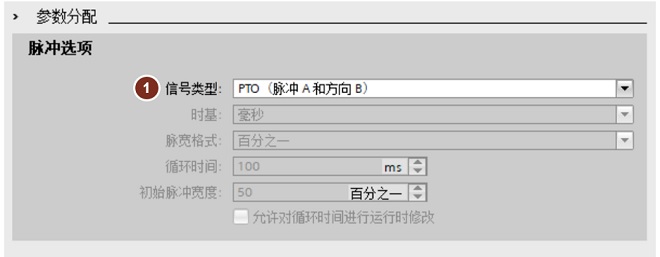 参数分配
脉冲选项
1 信号类型: PTO（脉冲 A 和方向 B）
时基: 毫秒
脉宽格式: 百分之一
循环时间: 100 ms
初始脉冲宽度: 50 百分之一
允许对循环时间进行运行时修改